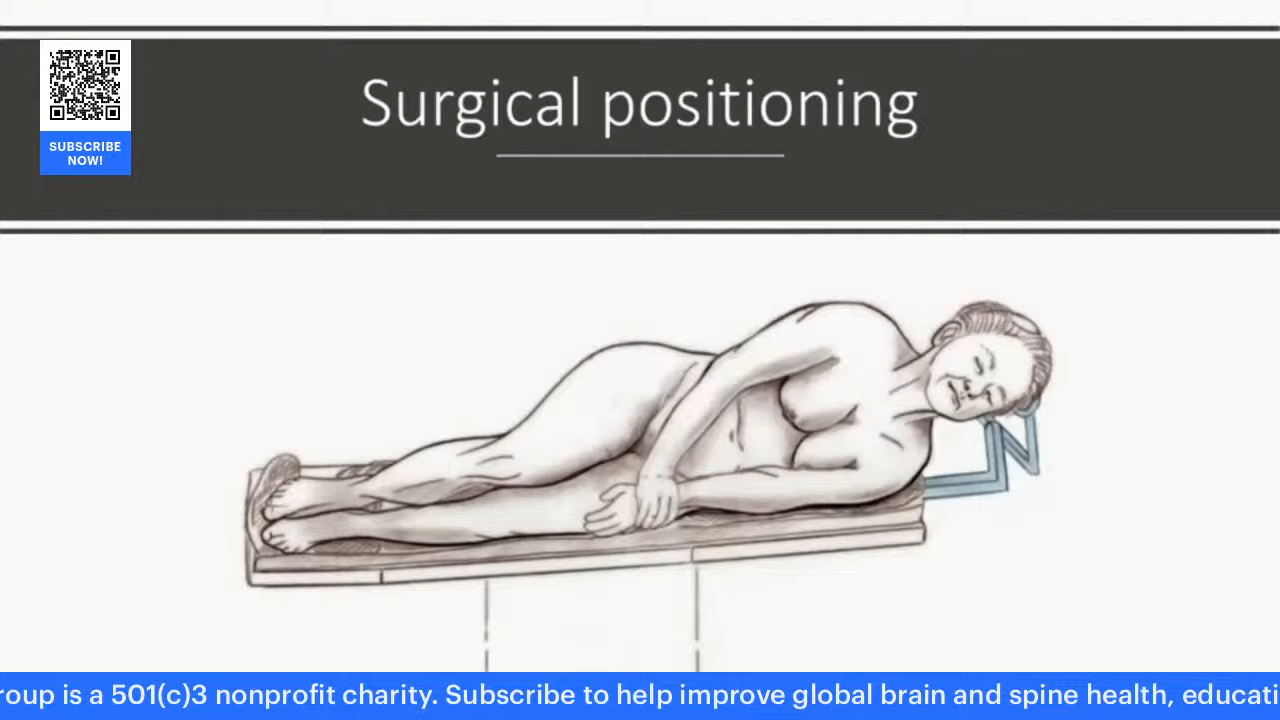 Surgical positioning
SUBSCRIBE
NOW!
roup is a 501(c)3 nonprofit charity. Subscribe to help improve global brain and spine health, educati